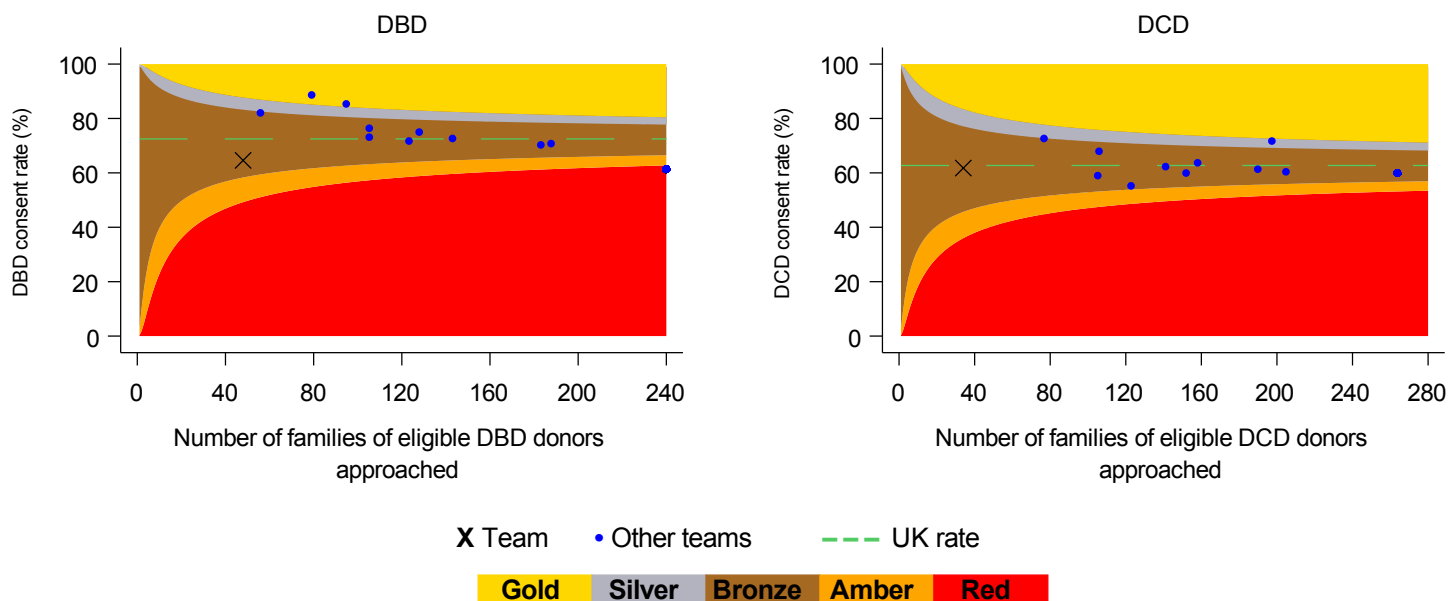 DBD
DBD consent rate (%)
100
80
60
40
20
0
0 40 80 120 160 200 240
Number of families of eligible DBD donors
approached
DCD
DCD consent rate (%)
100
80
60
40
20
0
0 40 80 120 160 200 240 280
Number of families of eligible DCD donors
approached
X Team Other teams UK rate
Gold Silver Bronze Amber Red